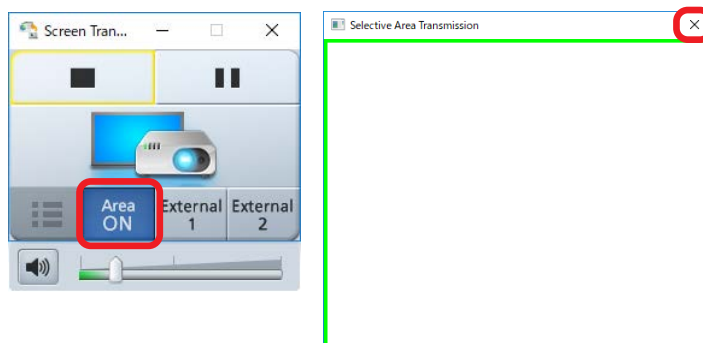 Screen Tran...
Area
ON
External
1
External
2
Selective Area Transmission